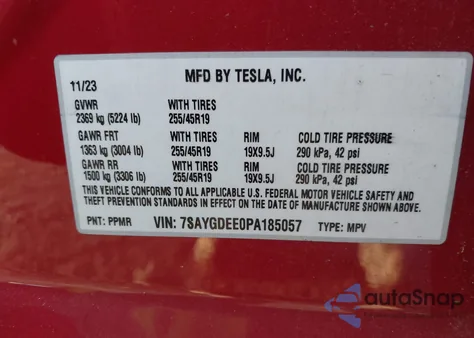 MFD BY TESLA, INC.
11/23
GVWR WITH TIRES
2369 kg (5224 lb) 255/45R19
GAWR FRT WITH TIRES RIM COLD TIRE PRESSURE
1363 kg (3004 lb) 255/45R19 19X9.5J 290 kPa, 42 psi
GAWR RR WITH TIRES RIM COLD TIRE PRESSURE
1500 kg (3306 lb) 255/45R19 19X9.5J 290 kPa, 42 psi
THIS VEHICLE CONFORMS TO ALL APPLICABLE U.S. FEDERAL MOTOR VEHICLE SAFETY AND
THEFT PREVENTION STANDARDS IN EFFECT ON THE DATE OF MANUFACTURE SHOWN ABOVE.
PNT: PPMR VIN: 7SAYGDEE0PA185057 TYPE: MPV
autoSnap